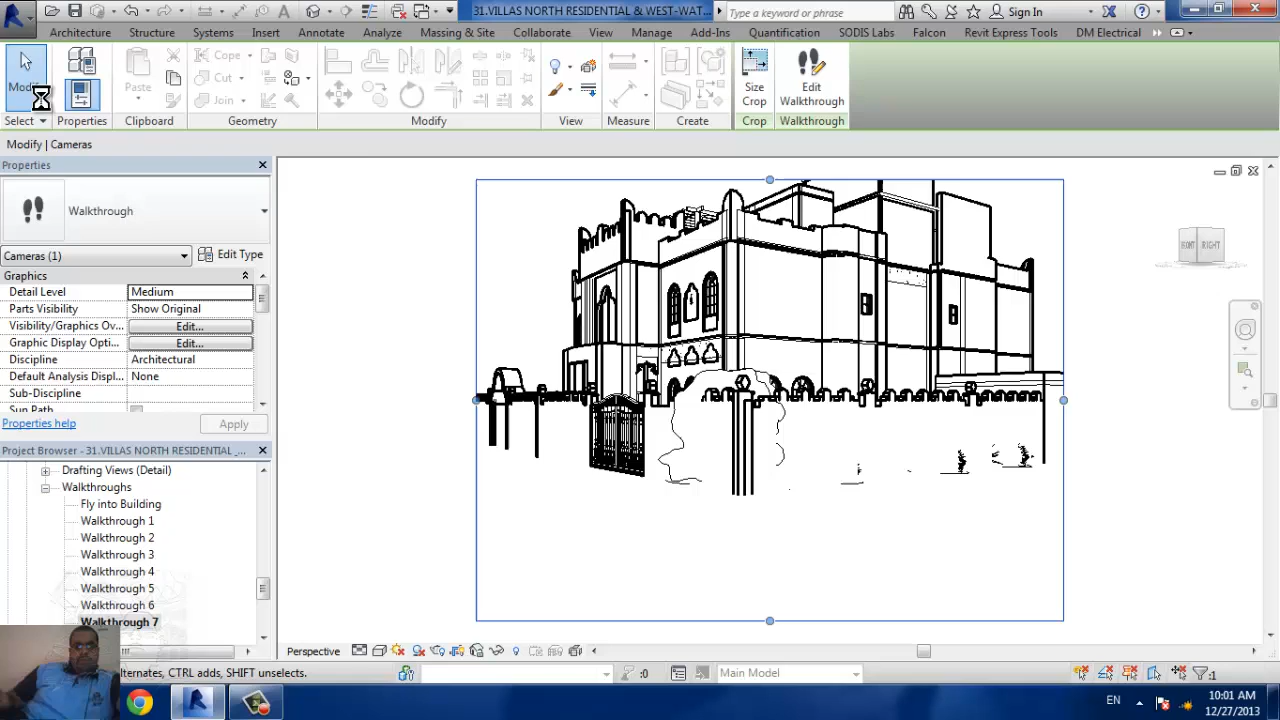 31.VILLAS NORTH RESIDENTIAL & WEST-WAT...
Type a keyword or phrase
Sign In
Architecture
Structure
Systems
Insert
Annotate
Analyze
Massing & Site
Collaborate
View
Manage
Add-Ins
Quantification
SODIS Labs
Falcon
Revit Express Tools
DM Electrical
Modi
Cope
Cut
Join
Paste
Size
Crop
Edit
Walkthrough
Select
Properties
Clipboard
Geometry
Modify
View
Measure
Create
Crop
Walkthrough
Modify | Cameras
Properties
Walkthrough
Cameras (1)
Edit Type
Graphics
Detail Level
Medium
Parts Visibility
Show Original
Visibility/Graphics Ov...
Edit...
Graphic Display Opti...
Edit...
Discipline
Architectural
Default Analysis Displ...
None
Sub-Discipline
Sun Path
Properties help
Apply
Project Browser - 31.VILLAS NORTH RESIDENTIAL _...
Drafting Views (Detail)
Walkthroughs
Fly into Building
Walkthrough 1
Walkthrough 2
Walkthrough 3
Walkthrough 4
Walkthrough 5
Walkthrough 6
Walkthrough 7
FRONT
RIGHT
Perspective
lternates, CTRL adds, SHIFT unselects.
:0
Main Model
:1
EN
10:01 AM
12/27/2013